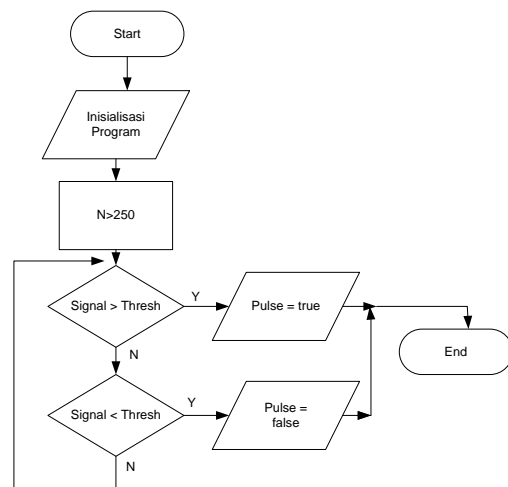 Start
Inisialisasi
Program
N>250
Signal > Thresh
Y
Pulse = true
End
N
Signal < Thresh
Y
Pulse =
false
N